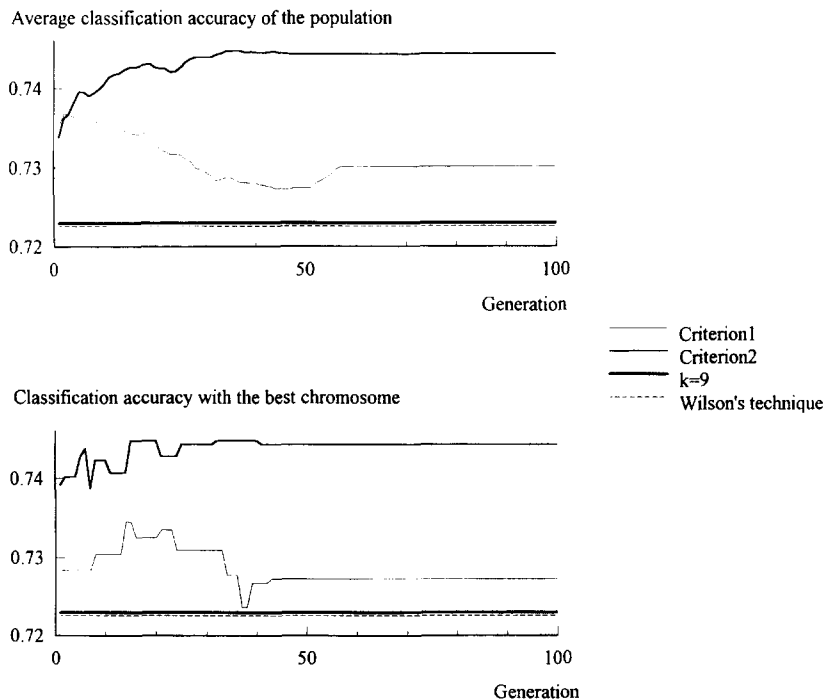 Average classification accuracy of the population
0.74
0.73
0.72
0
50
100
Generation
Criterion1
Criterion2
k=9
Wilson's technique
Classification accuracy with the best chromosome
0.74
0.73
0.72
0
50
100
Generation